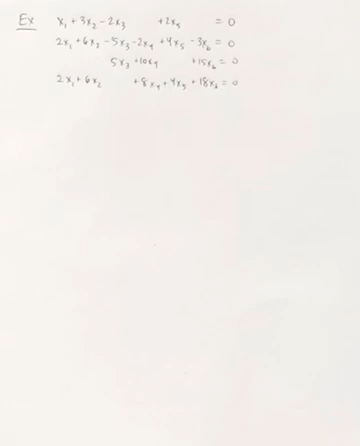 Ex x₁ + 3x₂ - 2x₃ + 2x₅ = 0
2x₁ + 6x₂ - 5x₃ - 2x₄ + 4x₅ - 3x₆ = 0
5x₃ + 10x₄ + 15x₆ = 0
2x₁ + 6x₂ + 8x₄ + 4x₅ + 18x₆ = 0